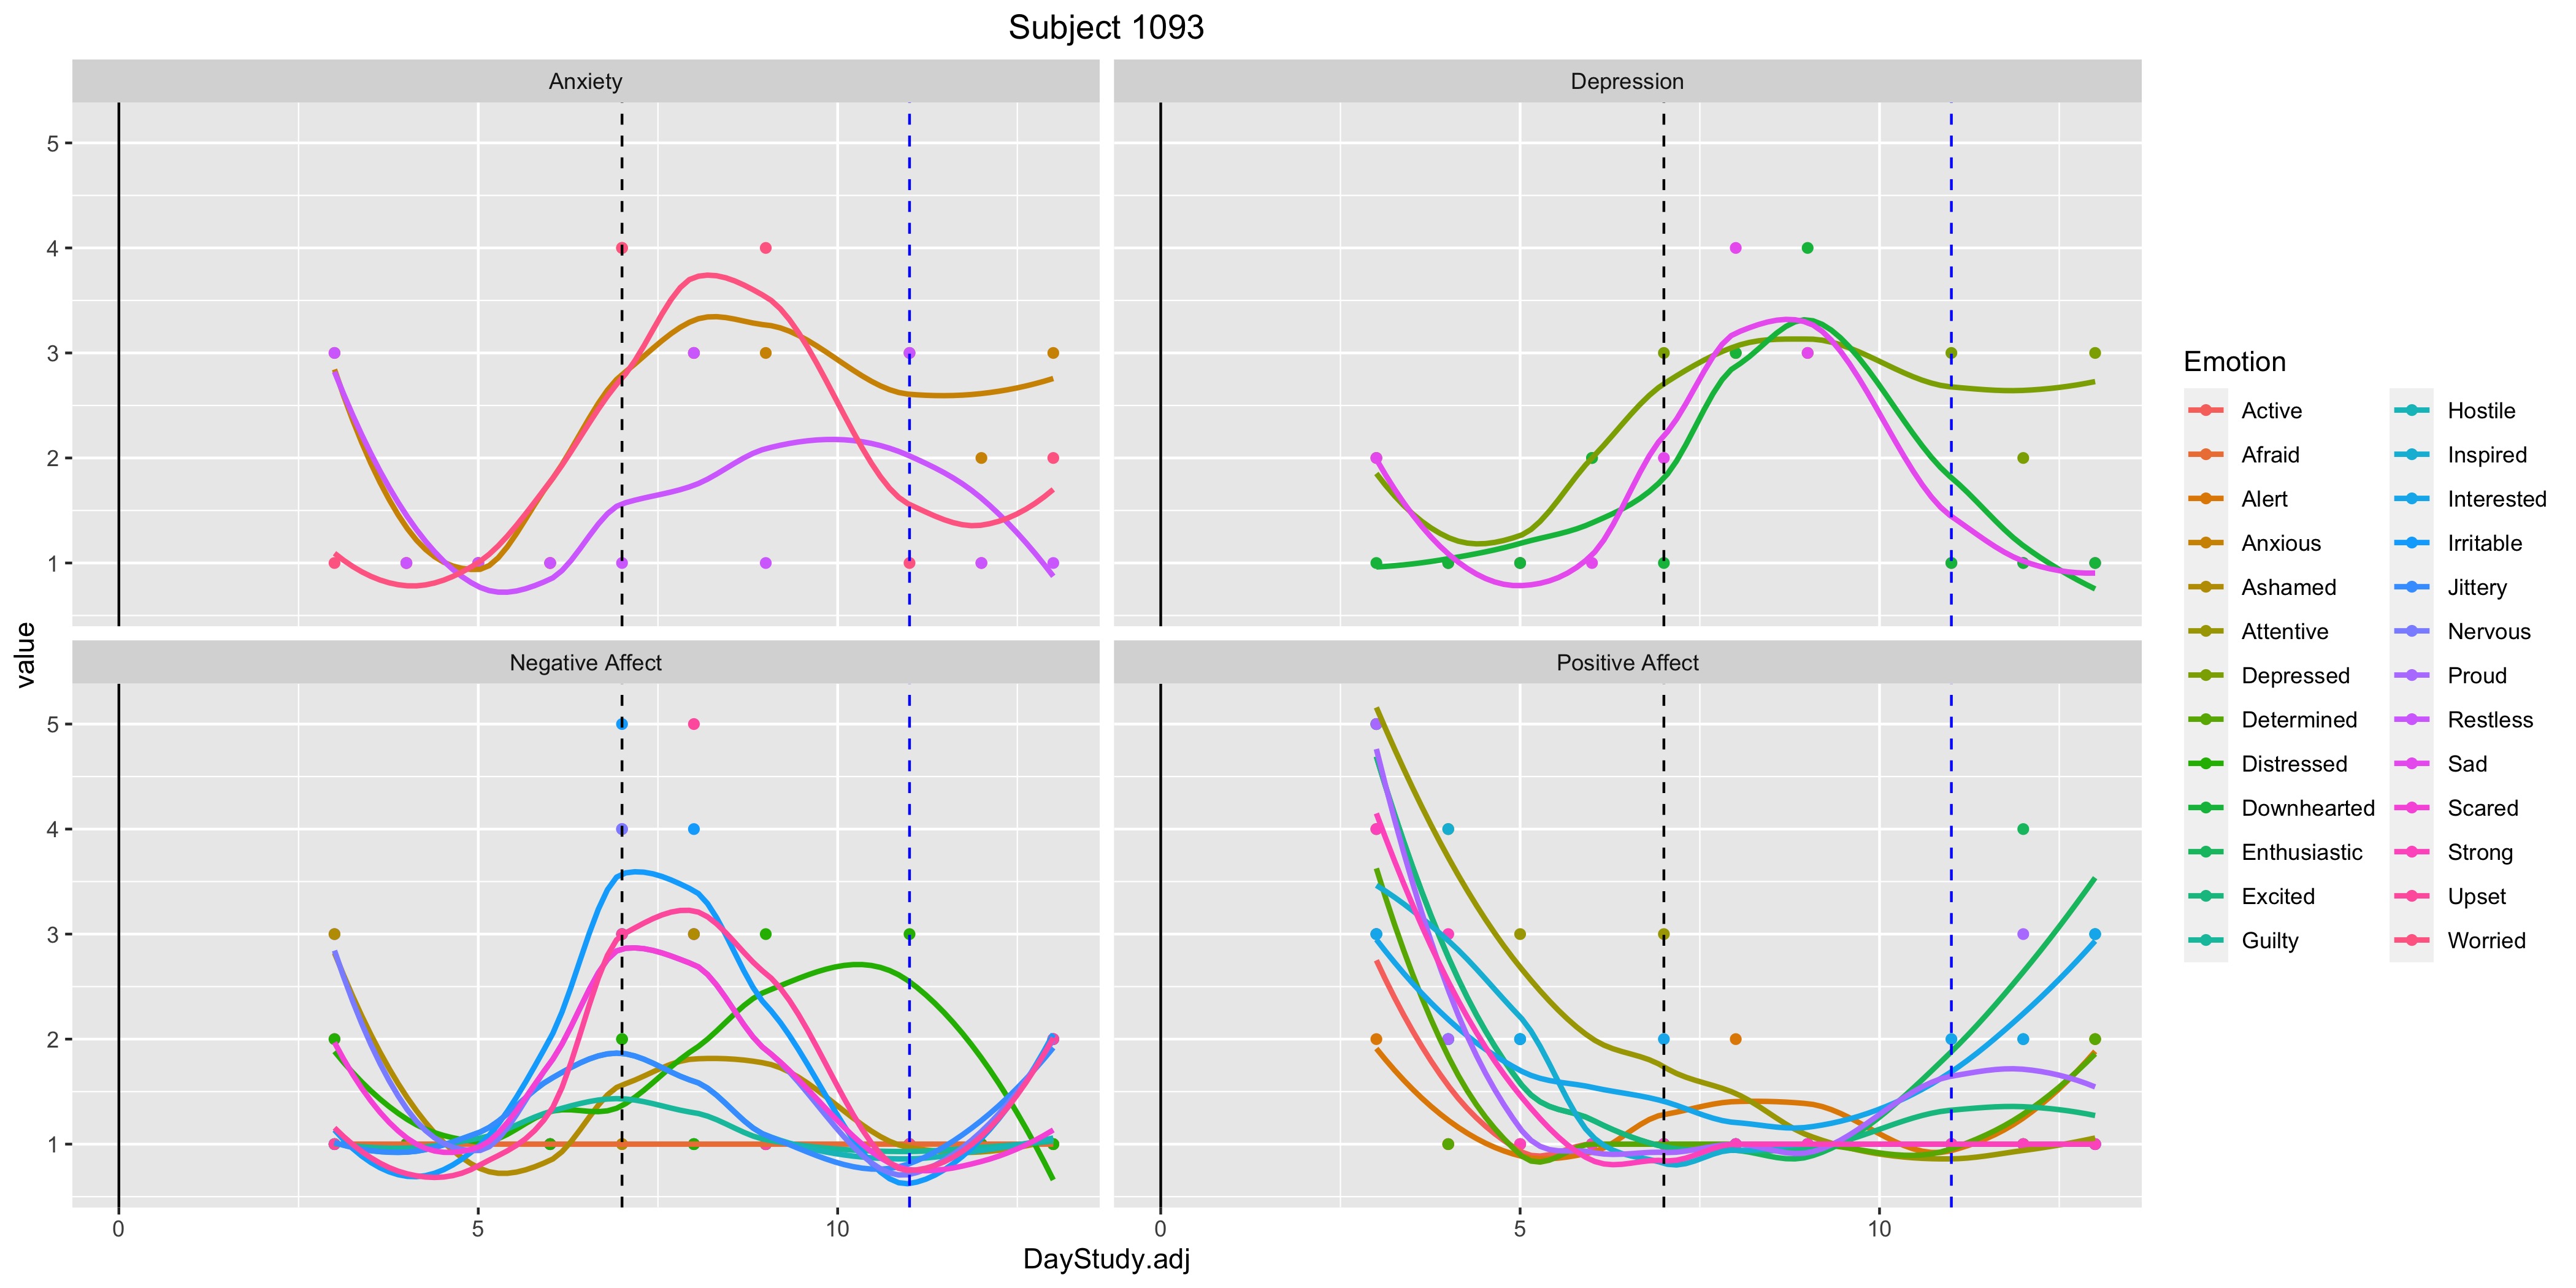 Subject 1093
Anxiety
Depression
5
4
3
2
1
Negative Affect
Positive Affect
5
4
3
2
1
0
5
10
0
5
10
DayStudy.adj
value
Emotion
Active
Afraid
Alert
Anxious
Ashamed
Attentive
Depressed
Determined
Distressed
Downhearted
Enthusiastic
Excited
Guilty
Hostile
Inspired
Interested
Irritable
Jittery
Nervous
Proud
Restless
Sad
Scared
Strong
Upset
Worried